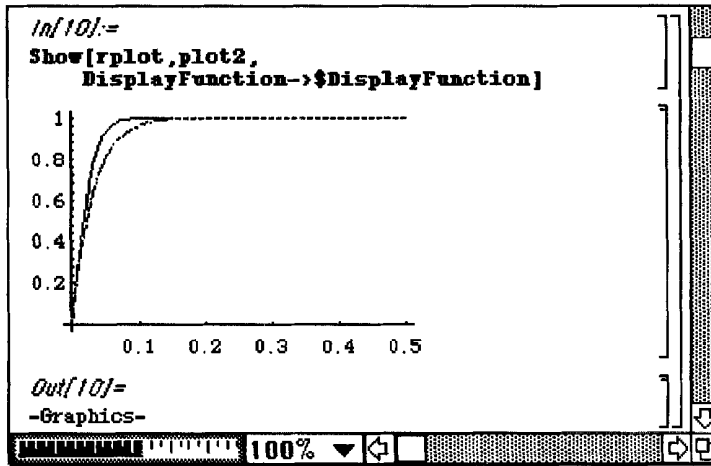 In[10]:=
Show[rplot,plot2,
DisplayFunction->$DisplayFunction]
1
0.8
0.6
0.4
0.2
0.1 0.2 0.3 0.4 0.5
Out[10]=
-Graphics-
100%